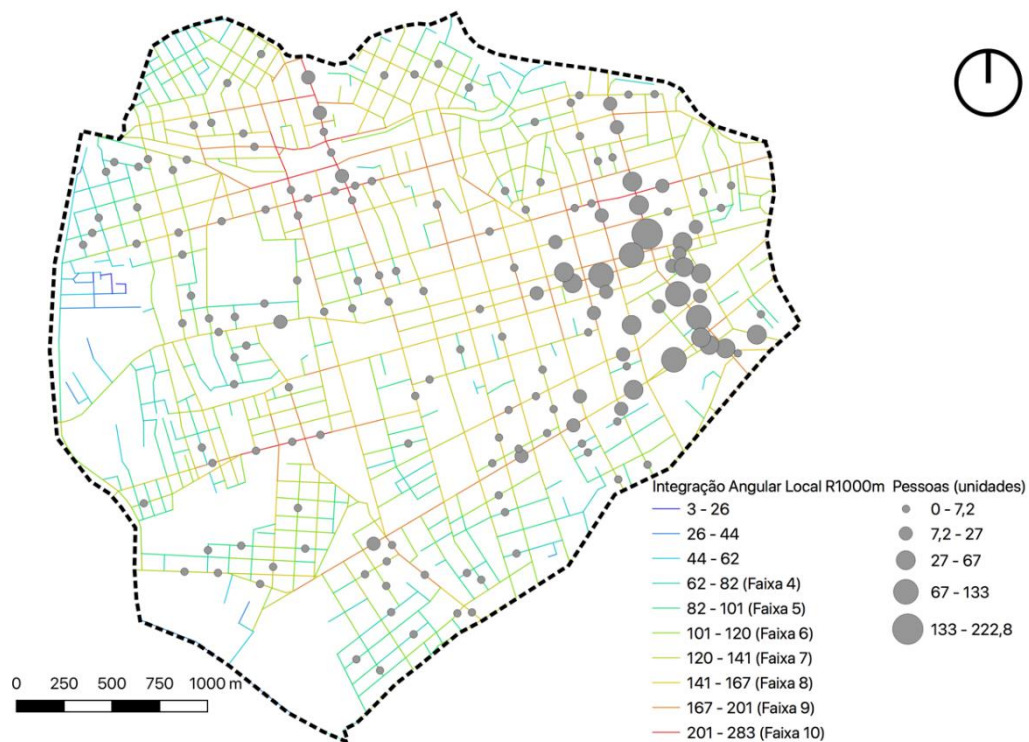 Integração Angular Local R1000m
3 - 26
26 - 44
44 - 62
62 - 82 (Faixa 4)
82 - 101 (Faixa 5)
101 - 120 (Faixa 6)
120 - 141 (Faixa 7)
141 - 167 (Faixa 8)
167 - 201 (Faixa 9)
201 - 283 (Faixa 10)
Pessoas (unidades)
0 - 7,2
7,2 - 27
27 - 67
67 - 133
133 - 222,8
0 250 500 750 1000 m